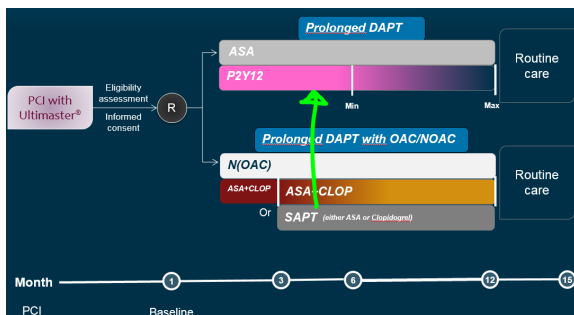 Prolonged DAPT
ASA
P2Y12
Min
Max
Routine
care
PCI with
Ultimaster®
Eligibility
assessment
Informed
consent
R
Prolonged DAPT with OAC/NOAC
N(OAC)
ASA+CLOP
ASA+CLOP
Or
SAPT (either ASA or Clopidogrel)
Routine
care
Month
1
3
6
12
15
PCI
Baseline